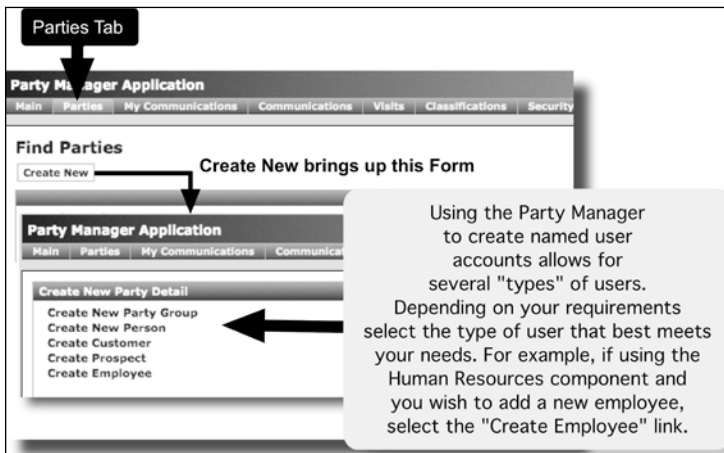 Parties Tab
Party Manager Application
Main Parties My Communications Communications Visits Classifications Security
Find Parties
Create New
Create New brings up this Form
Party Manager Application
Main Parties My Communications
Create New Party Detail
Create New Party Group
Create New Person
Create Customer
Create Prospect
Create Employee
Using the Party Manager
to create named user
accounts allows for
several "types" of users.
Depending on your requirements
select the type of user that best meets
your needs. For example, if using the
Human Resources component and
you wish to add a new employee,
select the "Create Employee" link.